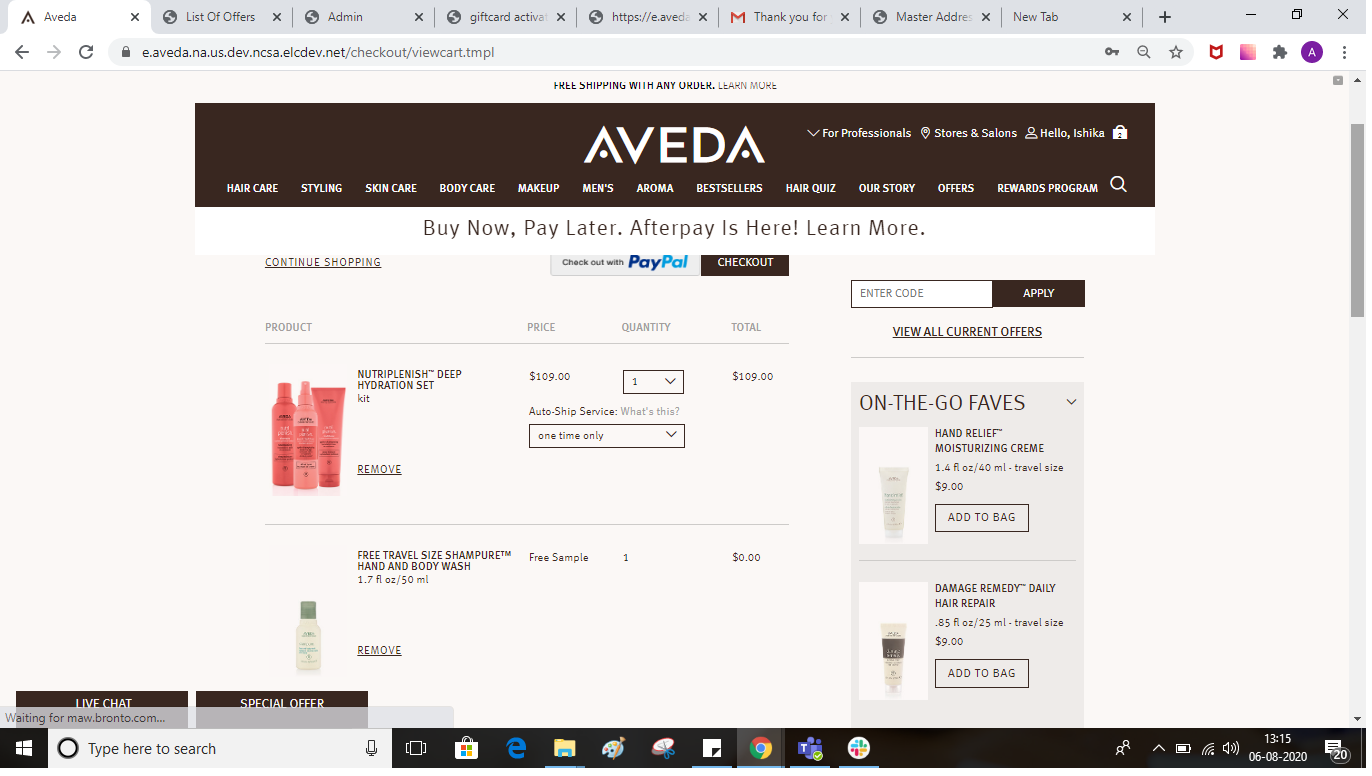 Aveda
List Of Offers
Admin
giftcard activat
https://e.aveda
Thank you for
Master Addres
New Tab
e.aveda.na.us.dev.ncsa.elcdev.net/checkout/viewcart.tmpl
A
FREE SHIPPING WITH ANY ORDER. LEARN MORE
AVEDA
For Professionals
Stores & Salons
Hello, Ishika
2
HAIR CARE STYLING SKIN CARE BODY CARE MAKEUP MEN'S AROMA BESTSELLERS HAIR QUIZ OUR STORY OFFERS REWARDS PROGRAM
Buy Now, Pay Later. Afterpay Is Here! Learn More.
CONTINUE SHOPPING
Check out with PayPal
CHECKOUT
ENTER CODE
APPLY
VIEW ALL CURRENT OFFERS
PRODUCT PRICE QUANTITY TOTAL
NUTRIPLENISH™ DEEP
HYDRATION SET
kit
$109.00
1
$109.00
Auto-Ship Service: What's this?
one time only
REMOVE
FREE TRAVEL SIZE SHAMPURE™
HAND AND BODY WASH
1.7 fl oz/50 ml
Free Sample
1
$0.00
REMOVE
ON-THE-GO FAVES
HAND RELIEF™
MOISTURIZING CREME
1.4 fl oz/40 ml - travel size
$9.00
ADD TO BAG
DAMAGE REMEDY™ DAILY
HAIR REPAIR
.85 fl oz/25 ml - travel size
$9.00
ADD TO BAG
LIVE CHAT
SPECIAL OFFER
Waiting for maw.bronto.com...
Type here to search
13:15
06-08-2020
20